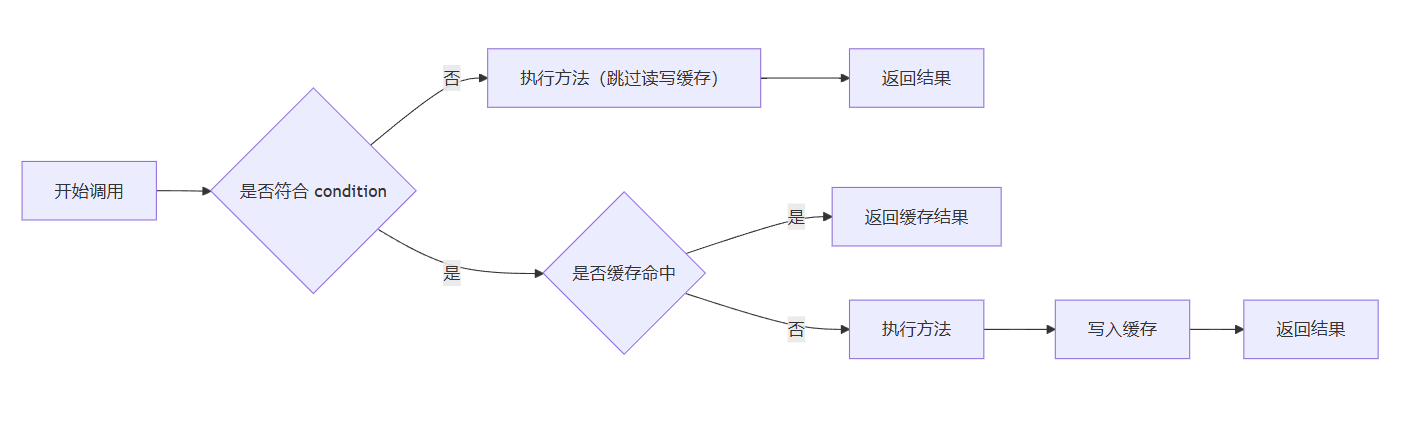 开始调用
是否符合 condition
否
执行方法（跳过读写缓存）
返回结果
是
是否缓存命中
是
返回缓存结果
否
执行方法
写入缓存
返回结果